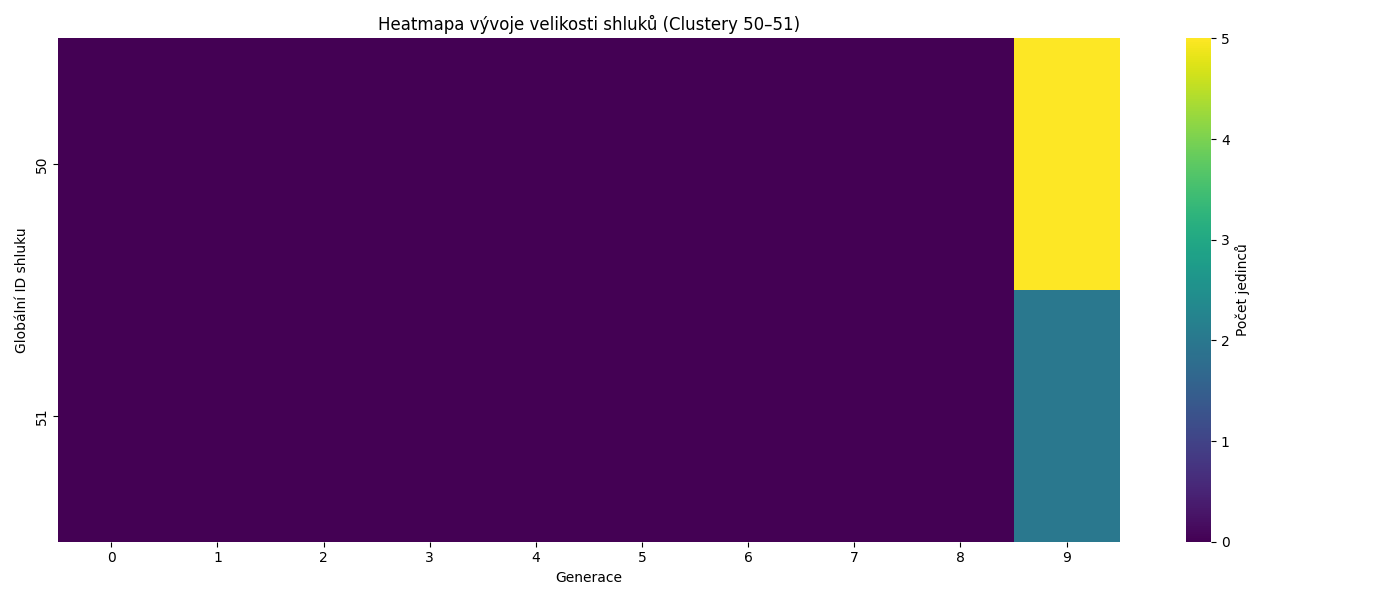 Heatmapa vývoje velikosti shluků (Clustery 50–51)
Globální ID shluku
50
51
0 1 2 3 4 5 6 7 8 9
Generace
5
4
3
2
1
0
Počet jedinců